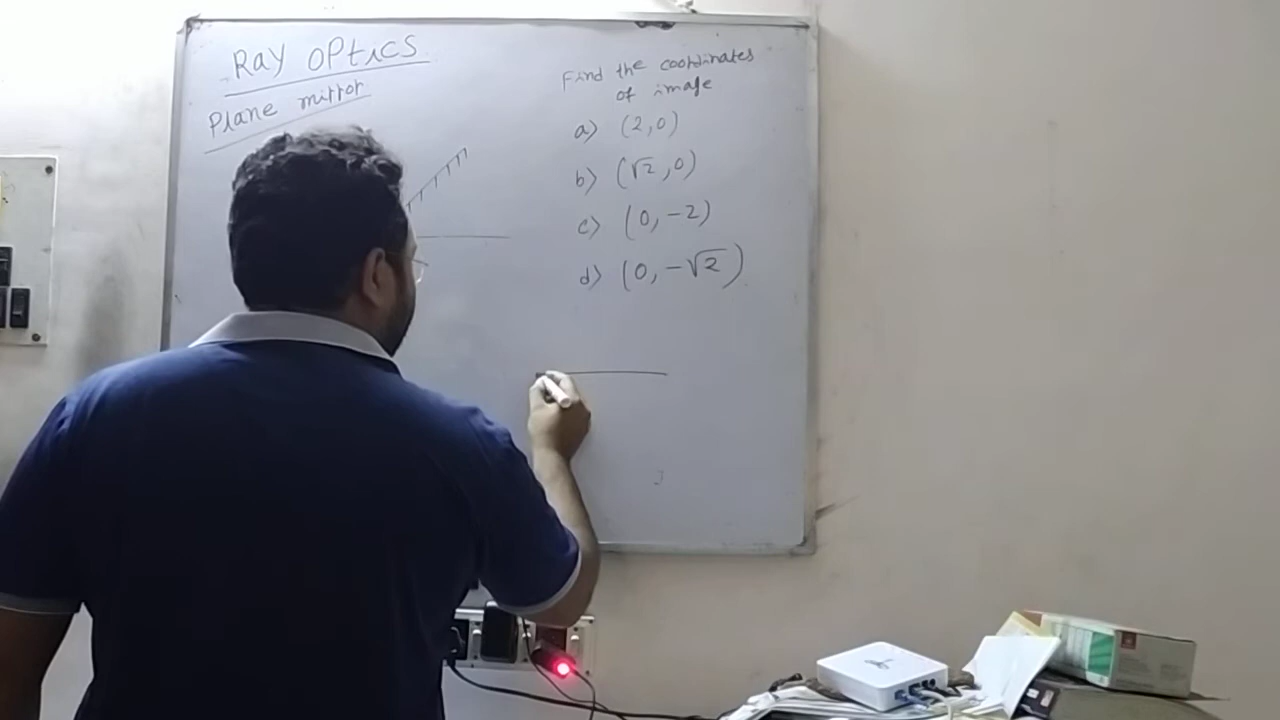 Ray Optics
Plane mirror
Find the coordinates
of image
a) (2,0)
b) (√2,0)
c) (0,-2)
d) (0,-√2)